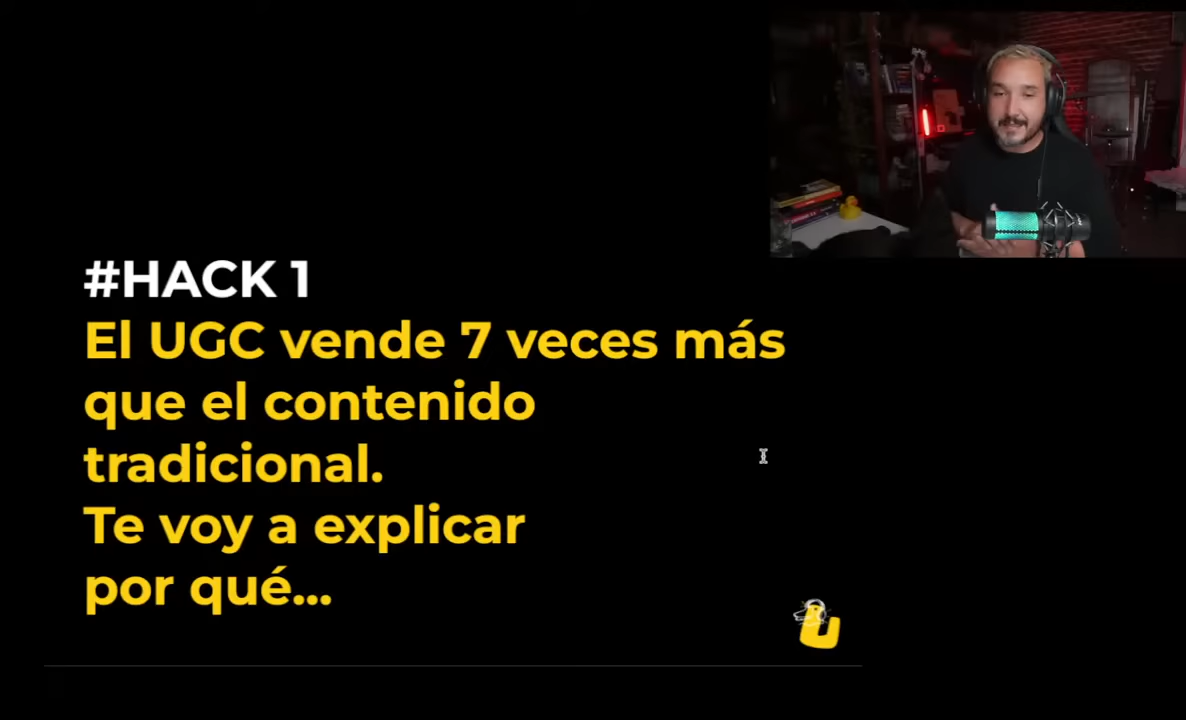 #HACK 1
El UGC vende 7 veces más
que el contenido
tradicional.
Te voy a explicar
por qué...